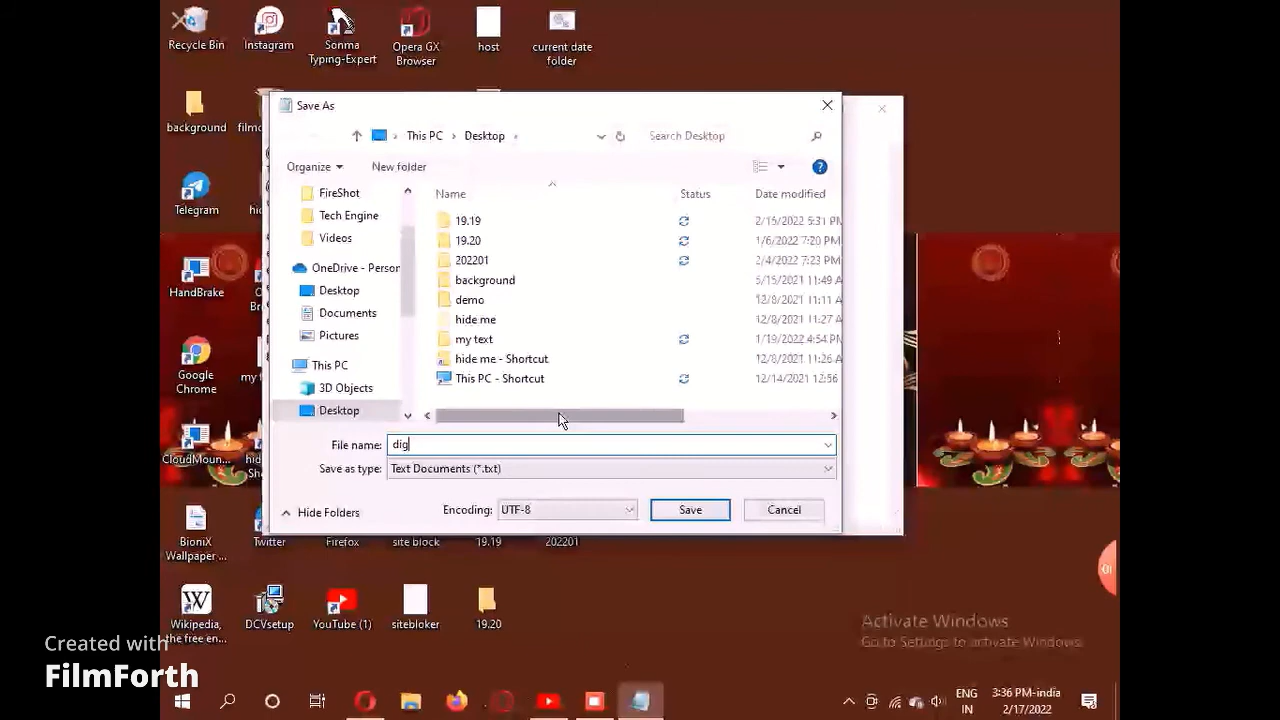 Recycle Bin
Instagram
Sonma
Typing-Expert
Opera GX
Browser
host
current date
folder
background
Telegram
HandBrake
Google
Chrome
CloudMoun...
BioniX
Wallpaper ...
Twitter
Firefox
site block
19.19
202201
Wikipedia,
the free en...
DCVsetup
YouTube (1)
sitebloker
19.20
Save As
This PC > Desktop >
Search Desktop
Organize
New folder
FireShot
Tech Engine
Videos
OneDrive - Person
Desktop
Documents
Pictures
This PC
3D Objects
Desktop
Name Status Date modified
19.19 2/15/2022 5:31 PM
19.20 1/6/2022 7:20 PM
202201 2/4/2022 7:23 PM
background 5/15/2021 11:49 A
demo 12/8/2021 11:11 A
hide me 12/8/2021 11:27 A
my text 1/19/2022 4:54 P
hide me - Shortcut 12/8/2021 11:26 A
This PC - Shortcut 12/14/2021 12:56
File name: dig
Save as type: Text Documents (*.txt)
Hide Folders
Encoding: UTF-8
Save
Cancel
Activate Windows
Go to Settings to activate Windows.
Created with
FilmForth
ENG
IN
3:36 PM-india
2/17/2022